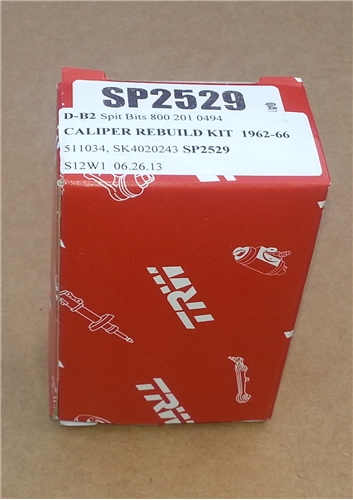 SP2529
D-B2 Spit Bits 800 201 0494
CALIPER REBUILD KIT 1962-66
511034, SK4020243 SP2529
S12W1 06.26.13
TRW
TRW